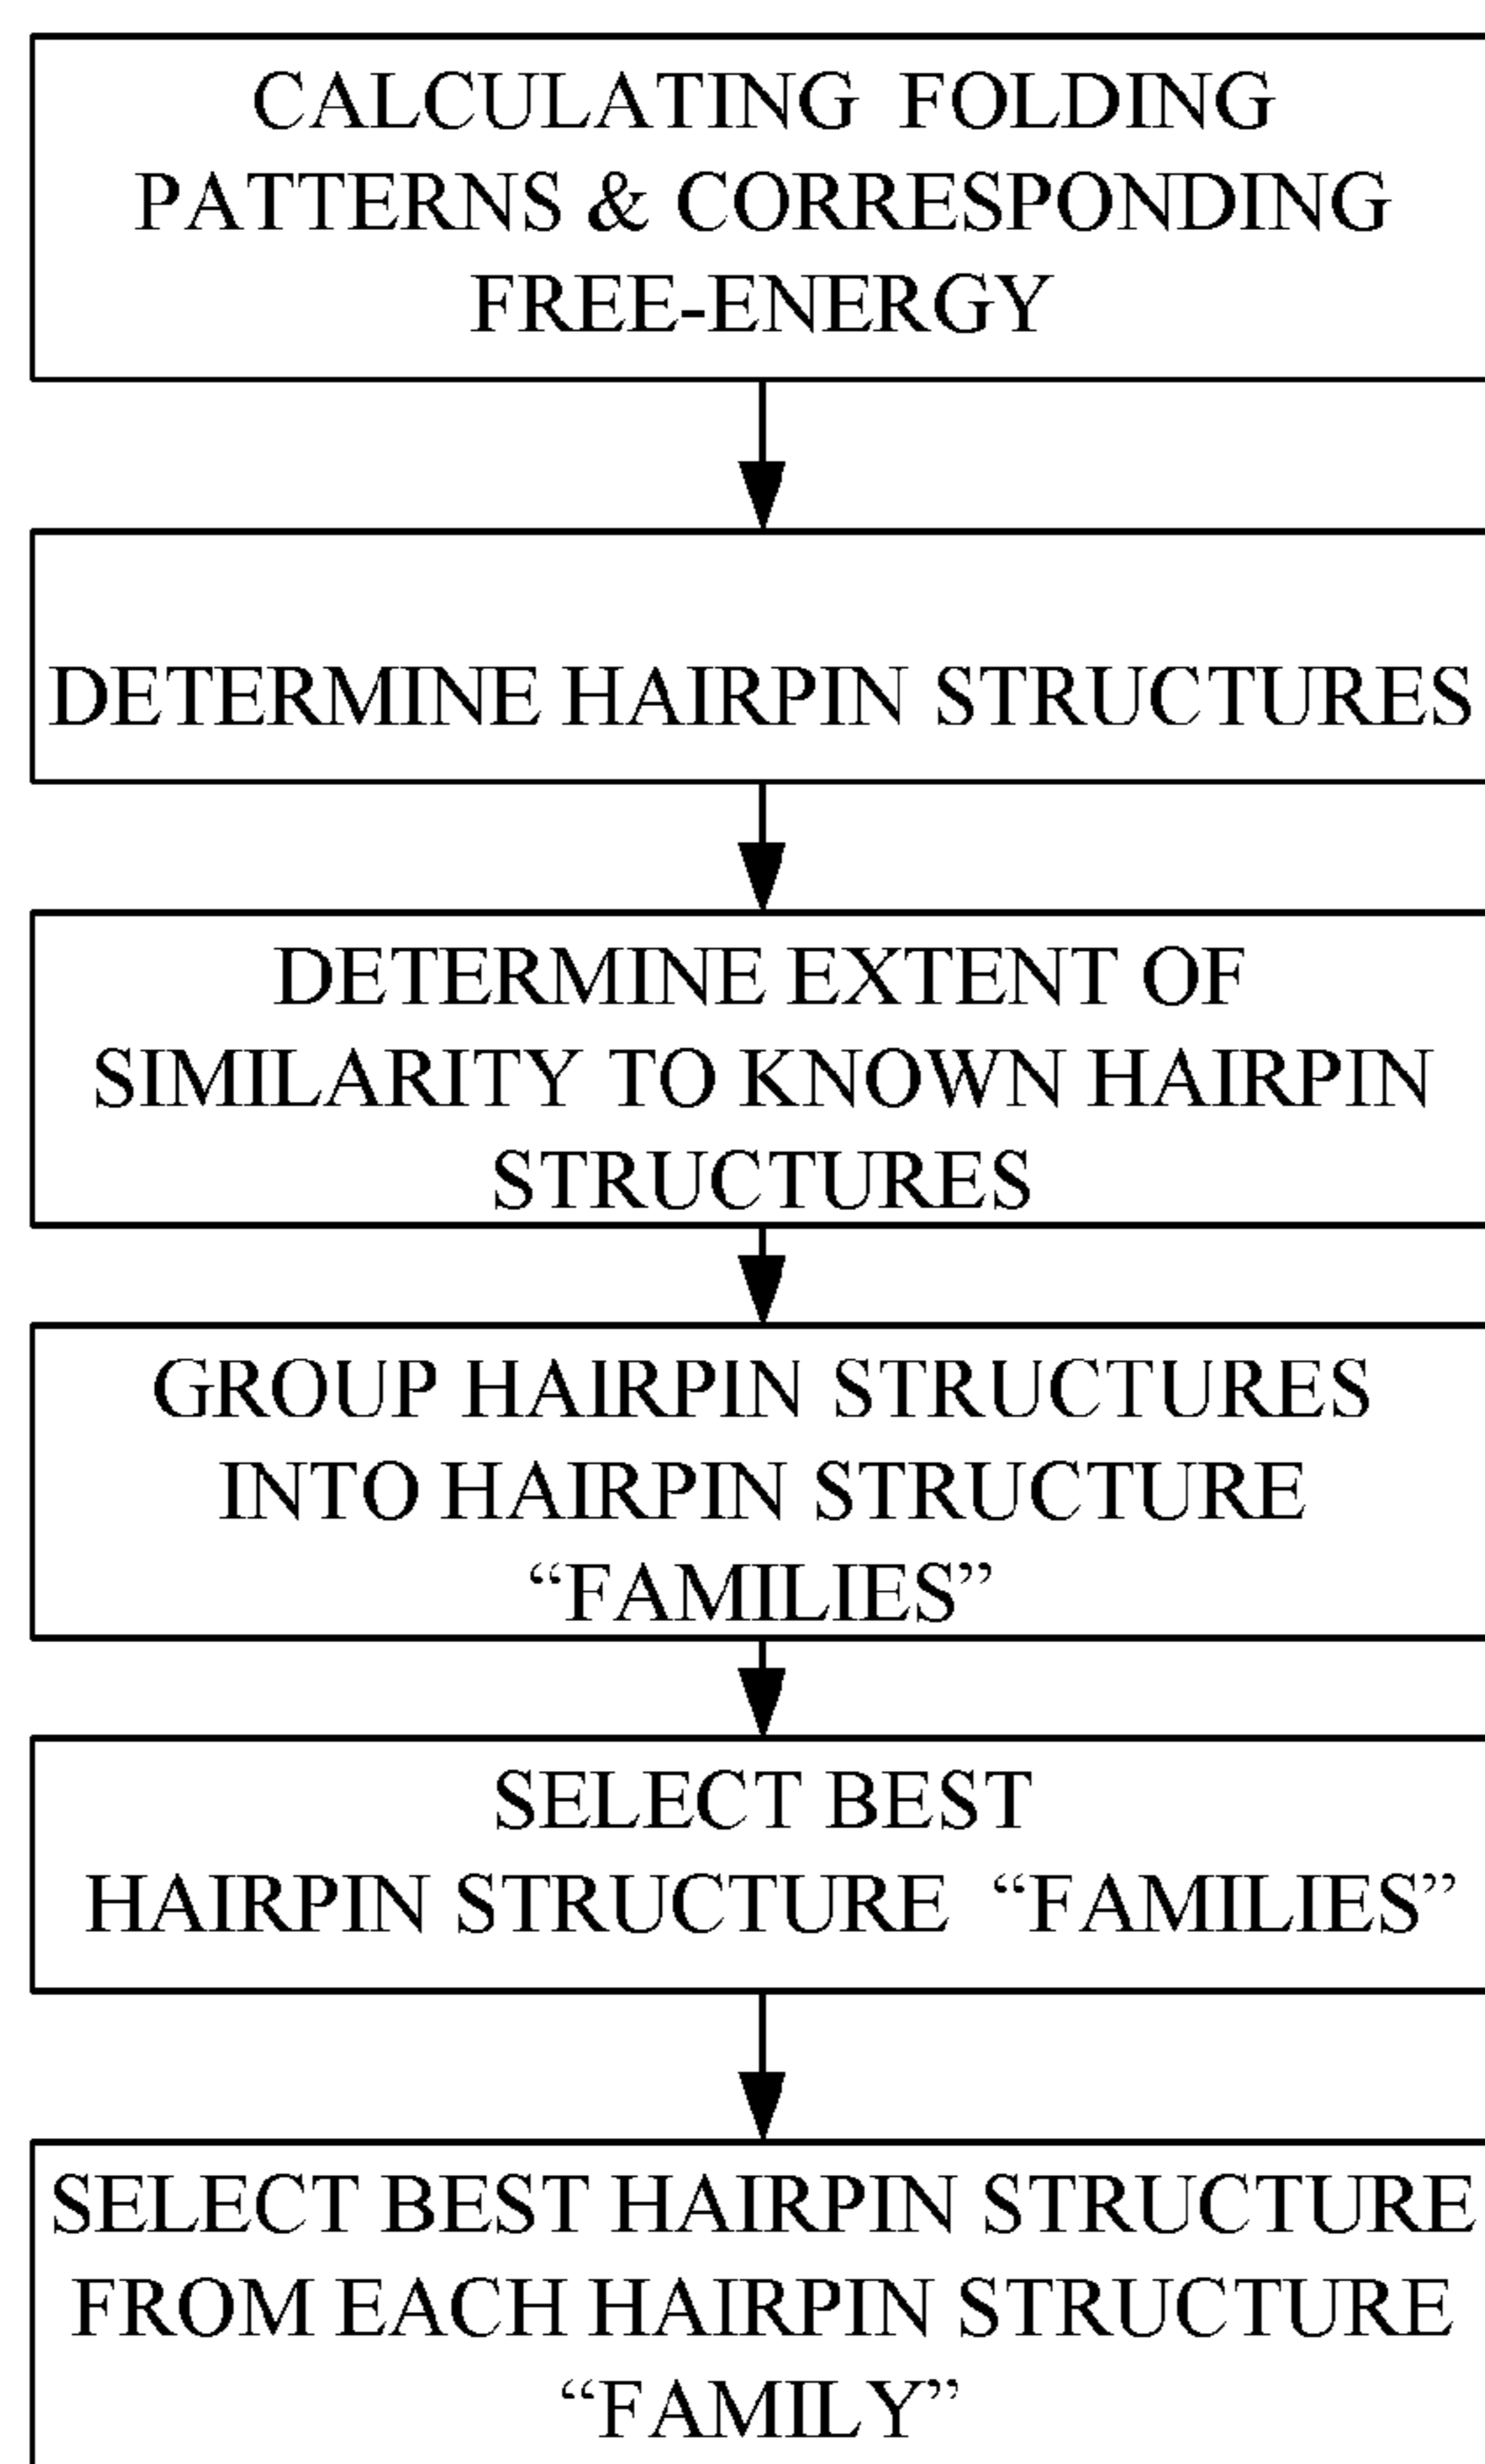 CALCULATING FOLDING
PATTERNS & CORRESPONDING
FREE-ENERGY
DETERMINE HAIRPIN STRUCTURES
DETERMINE EXTENT OF
SIMILARITY TO KNOWN HAIRPIN
STRUCTURES
GROUP HAIRPIN STRUCTURES
INTO HAIRPIN STRUCTURE
“FAMILIES”
SELECT BEST
HAIRPIN STRUCTURE “FAMILIES”
SELECT BEST HAIRPIN STRUCTURE
FROM EACH HAIRPIN STRUCTURE
“FAMILY”